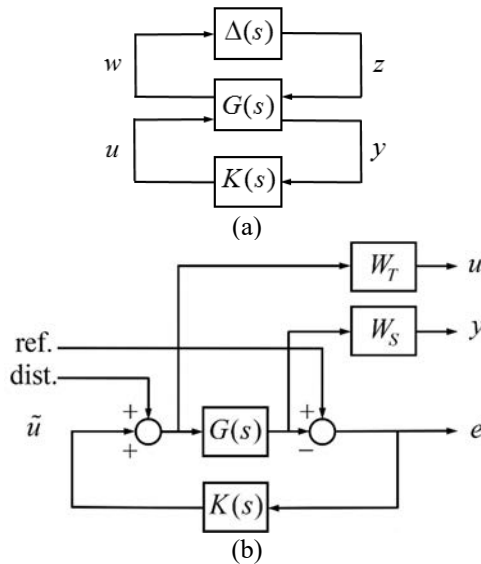 Δ(s)
w
z
G(s)
u
y
K(s)
(a)
W_T
u
W_S
y
ref.
dist.
+
+
ũ
+
G(s)
−
e
K(s)
(b)